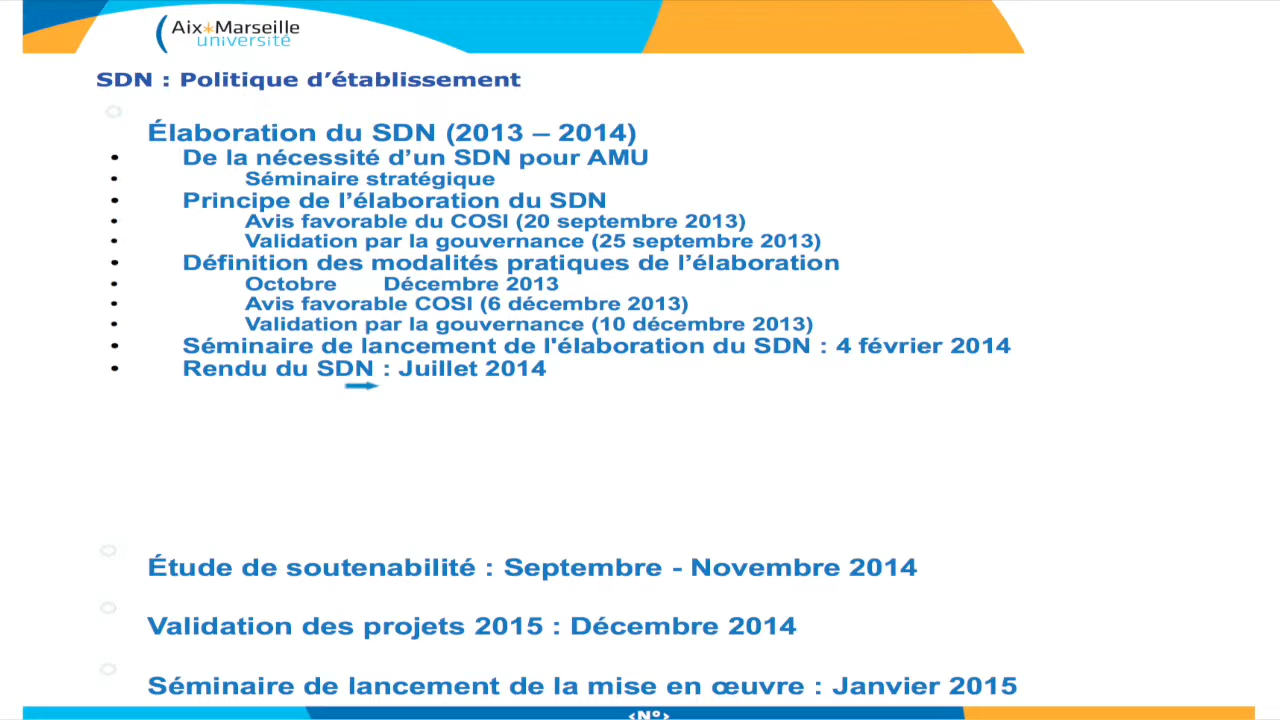 Aix*Marseille
université
SDN : Politique d’établissement
Élaboration du SDN (2013 – 2014)
• De la nécessité d’un SDN pour AMU
• Séminaire stratégique
• Principe de l’élaboration du SDN
• Avis favorable du COSI (20 septembre 2013)
• Validation par la gouvernance (25 septembre 2013)
• Définition des modalités pratiques de l’élaboration
• Octobre Décembre 2013
• Avis favorable COSI (6 décembre 2013)
• Validation par la gouvernance (10 décembre 2013)
• Séminaire de lancement de l'élaboration du SDN : 4 février 2014
• Rendu du SDN : Juillet 2014
Étude de soutenabilité : Septembre - Novembre 2014
Validation des projets 2015 : Décembre 2014
Séminaire de lancement de la mise en œuvre : Janvier 2015
‹N°›